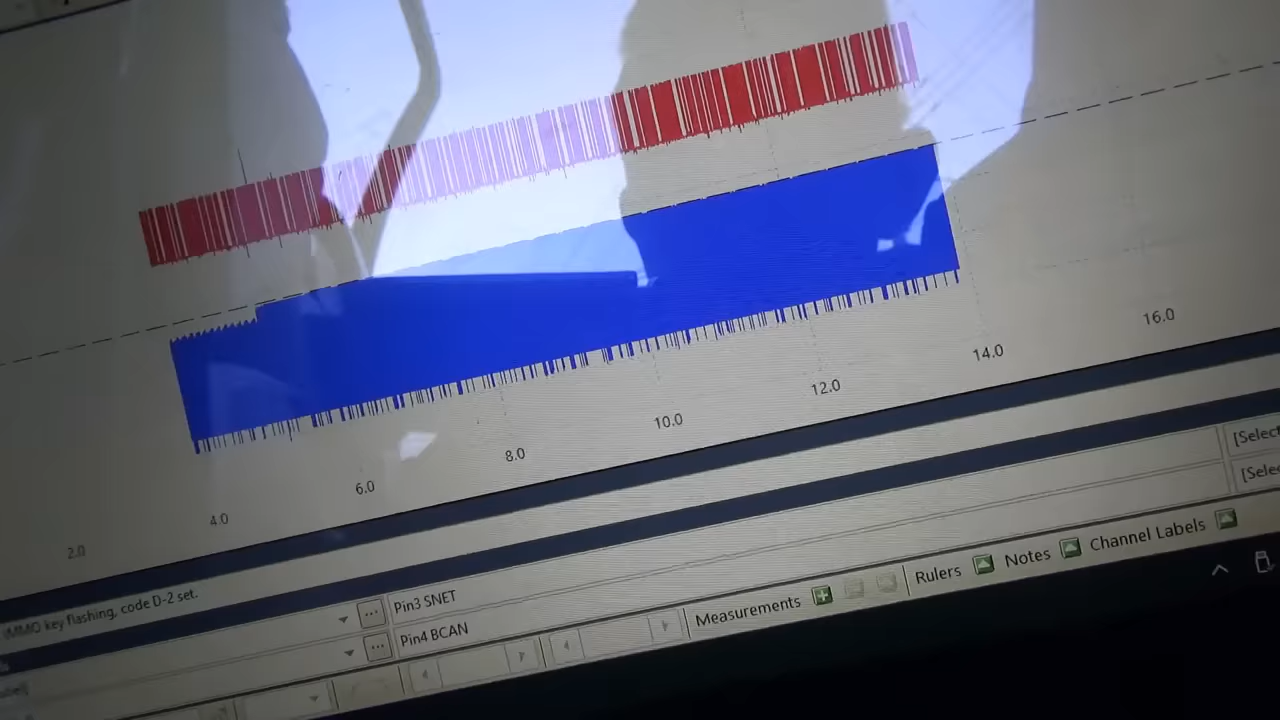 2.0
4.0
6.0
8.0
10.0
12.0
14.0
16.0
IMMO key flashing, code D-2 set.
Pin3 SNET
Pin4 BCAN
[Select
[Selec
Measurements Rulers Notes Channel Labels